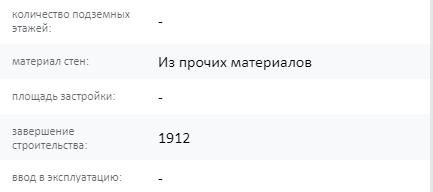 количество подземных
этажей:
-
материал стен:
Из прочих материалов
площадь застройки:
-
завершение
строительства:
1912
ввод в эксплуатацию:
-